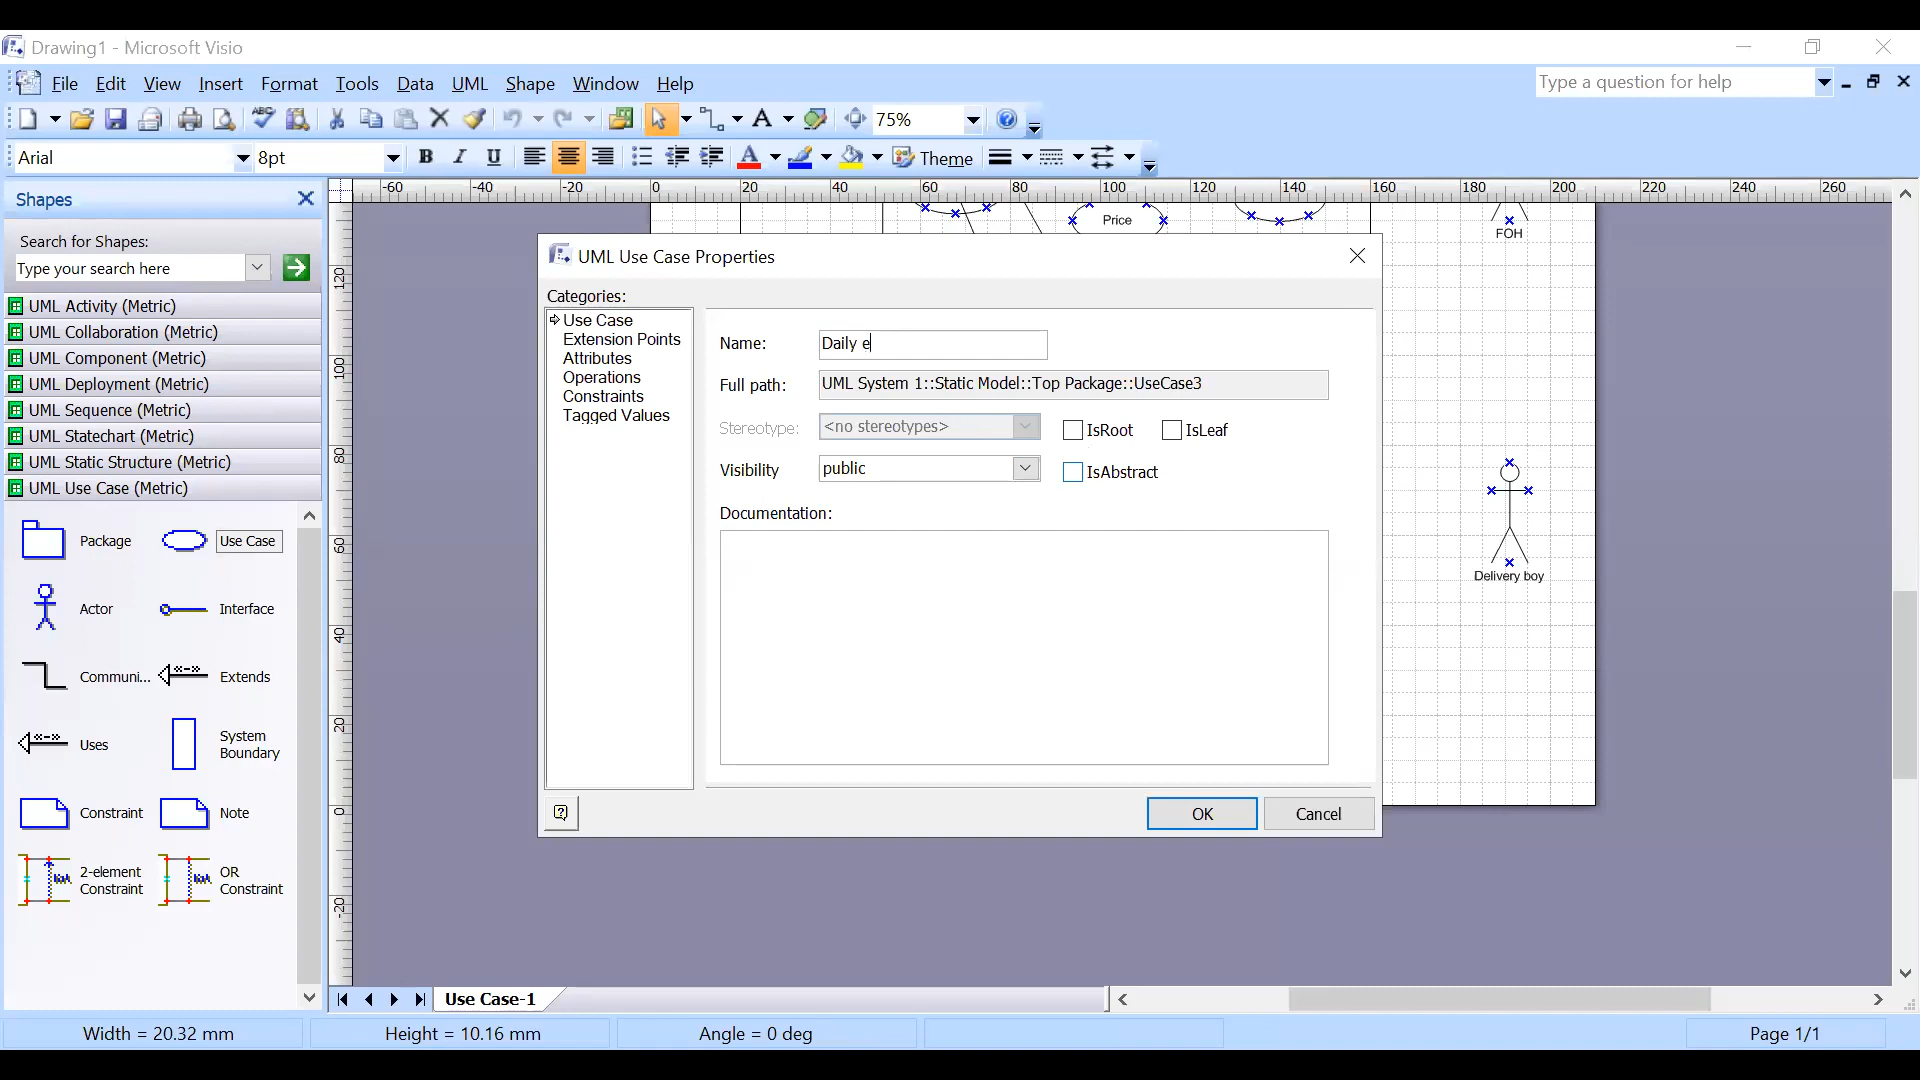 Drawing1 - Microsoft Visio
File Edit View Insert Format Tools Data UML Shape Window Help
Type a question for help
75%
Arial 8pt B I U A Theme
Shapes
Search for Shapes:
Type your search here
UML Activity (Metric)
UML Collaboration (Metric)
UML Component (Metric)
UML Deployment (Metric)
UML Sequence (Metric)
UML Statechart (Metric)
UML Static Structure (Metric)
UML Use Case (Metric)
Package Use Case
Actor Interface
Communi... Extends
Uses System Boundary
Constraint Note
2-element Constraint OR Constraint
-60 -40 -20 0 20 40 60 80 100 120 140 160 180 200 220 240 260
120 100 80 60 40 20 0 -20
Price
FOH
Delivery boy
UML Use Case Properties
Categories:
Use Case
Extension Points
Attributes
Operations
Constraints
Tagged Values
Name: Daily e
Full path: UML System 1::Static Model::Top Package::UseCase3
Stereotype: <no stereotypes> IsRoot IsLeaf
Visibility public IsAbstract
Documentation:
OK Cancel
Use Case-1
Width = 20.32 mm Height = 10.16 mm Angle = 0 deg Page 1/1